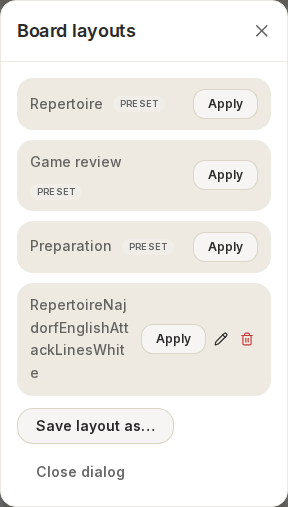 Board layouts
Repertoire PRESET Apply
Game review
PRESET
Apply
Preparation PRESET Apply
RepertoireNaj
dorfEnglishAtt
ackLinesWhit
e
Apply
Save layout as...
Close dialog